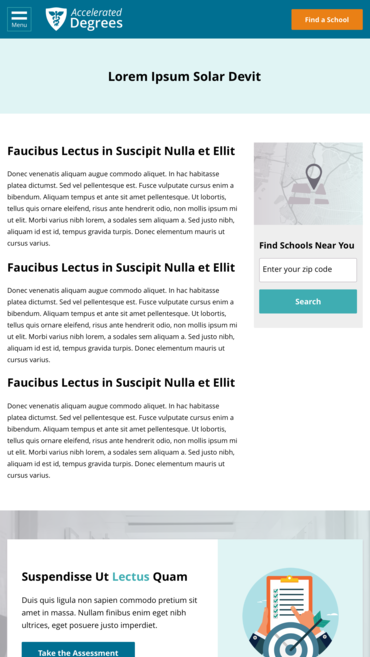 Menu
Accelerated
Degrees
Find a School
Lorem Ipsum Solar Devit
Faucibus Lectus in Suscipit Nulla et Ellit
Donec venenatis aliquam augue commodo aliquet. In hac habitasse
platea dictumst. Sed vel pellentesque est. Fusce vulputate cursus enim a
bibendum. Aliquam tempus et ante sit amet pellentesque. Ut lobortis,
tellus quis ornare eleifend, risus ante hendrerit odio, non mollis ipsum mi
ut elit. Morbi varius nibh lorem, a sodales sem aliquam a. Sed justo nibh,
aliquam id est id, tempus gravida turpis. Donec elementum mauris ut
cursus varius.
Faucibus Lectus in Suscipit Nulla et Ellit
Donec venenatis aliquam augue commodo aliquet. In hac habitasse
platea dictumst. Sed vel pellentesque est. Fusce vulputate cursus enim a
bibendum. Aliquam tempus et ante sit amet pellentesque. Ut lobortis,
tellus quis ornare eleifend, risus ante hendrerit odio, non mollis ipsum mi
ut elit. Morbi varius nibh lorem, a sodales sem aliquam a. Sed justo nibh,
aliquam id est id, tempus gravida turpis. Donec elementum mauris ut
cursus varius.
Faucibus Lectus in Suscipit Nulla et Ellit
Donec venenatis aliquam augue commodo aliquet. In hac habitasse
platea dictumst. Sed vel pellentesque est. Fusce vulputate cursus enim a
bibendum. Aliquam tempus et ante sit amet pellentesque. Ut lobortis,
tellus quis ornare eleifend, risus ante hendrerit odio, non mollis ipsum mi
ut elit. Morbi varius nibh lorem, a sodales sem aliquam a. Sed justo nibh,
aliquam id est id, tempus gravida turpis. Donec elementum mauris ut
cursus varius.
Find Schools Near You
Enter your zip code
Search
Suspendisse Ut Lectus Quam
Duis quis ligula non sapien commodo pretium sit
amet in massa. Nullam finibus enim eget nibh
ultrices, eget posuere justo imperdiet.
Take the Assessment